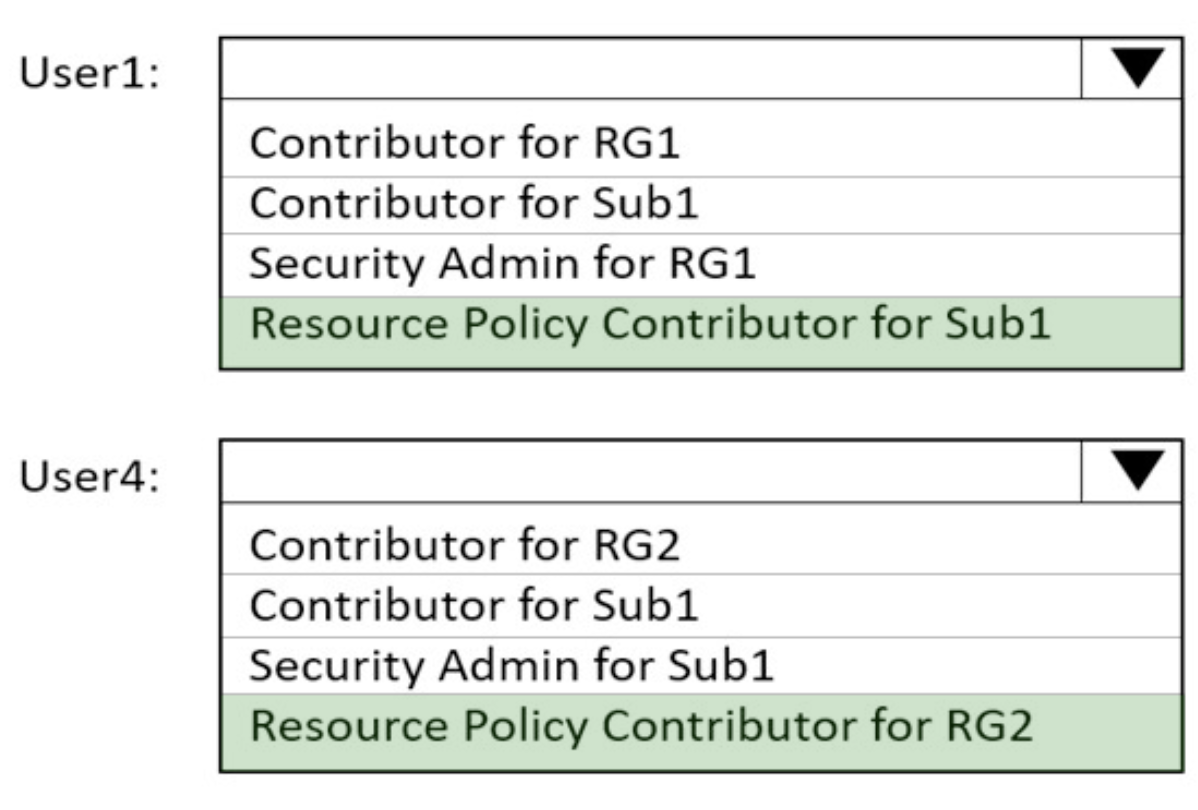 User1:
Contributor for RG1
Contributor for Sub1
Security Admin for RG1
Resource Policy Contributor for Sub1
User4:
Contributor for RG2
Contributor for Sub1
Security Admin for Sub1
Resource Policy Contributor for RG2